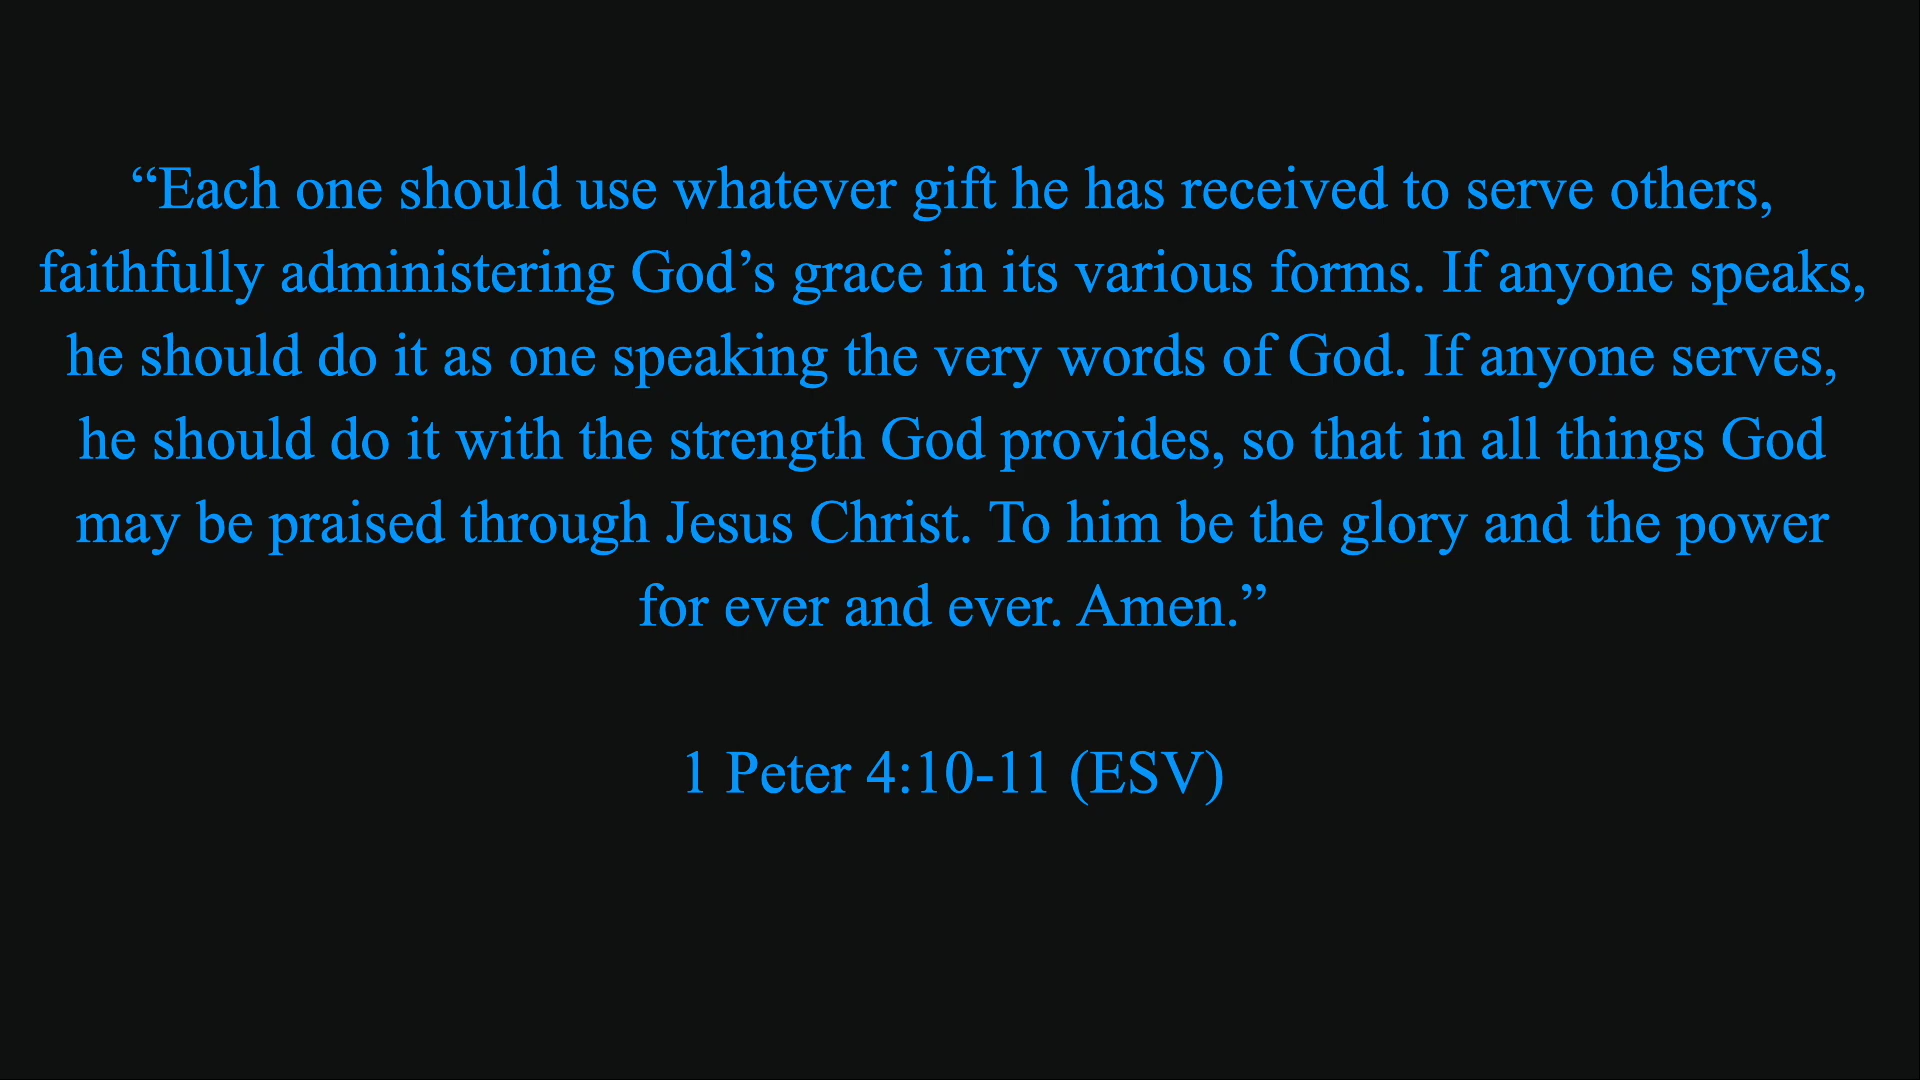 “Each one should use whatever gift he has received to serve others,
faithfully administering God’s grace in its various forms. If anyone speaks,
he should do it as one speaking the very words of God. If anyone serves,
he should do it with the strength God provides, so that in all things God
may be praised through Jesus Christ. To him be the glory and the power
for ever and ever. Amen.”
1 Peter 4:10-11 (ESV)